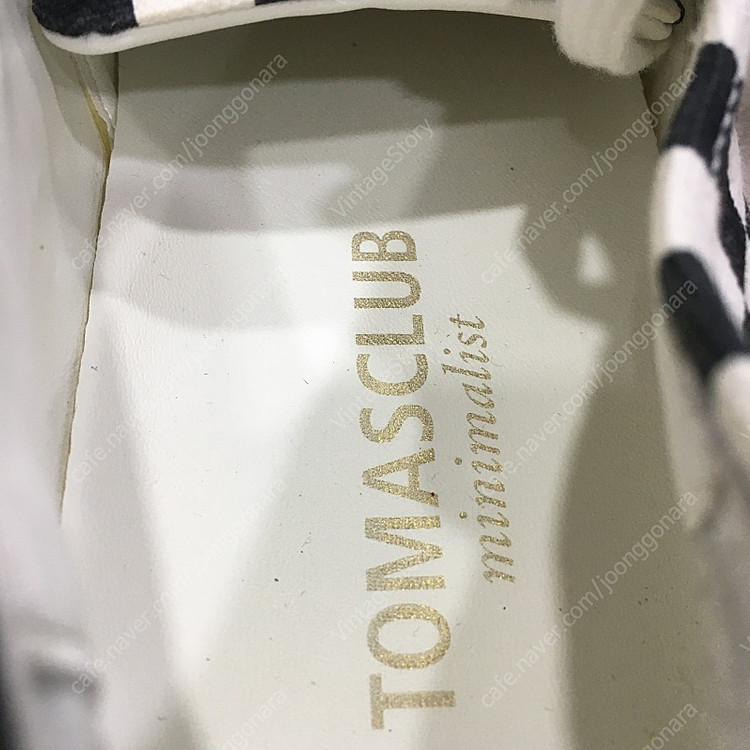 TOMASCLUB
minimalist
VintageStory
cafe.naver.com/joonggonara